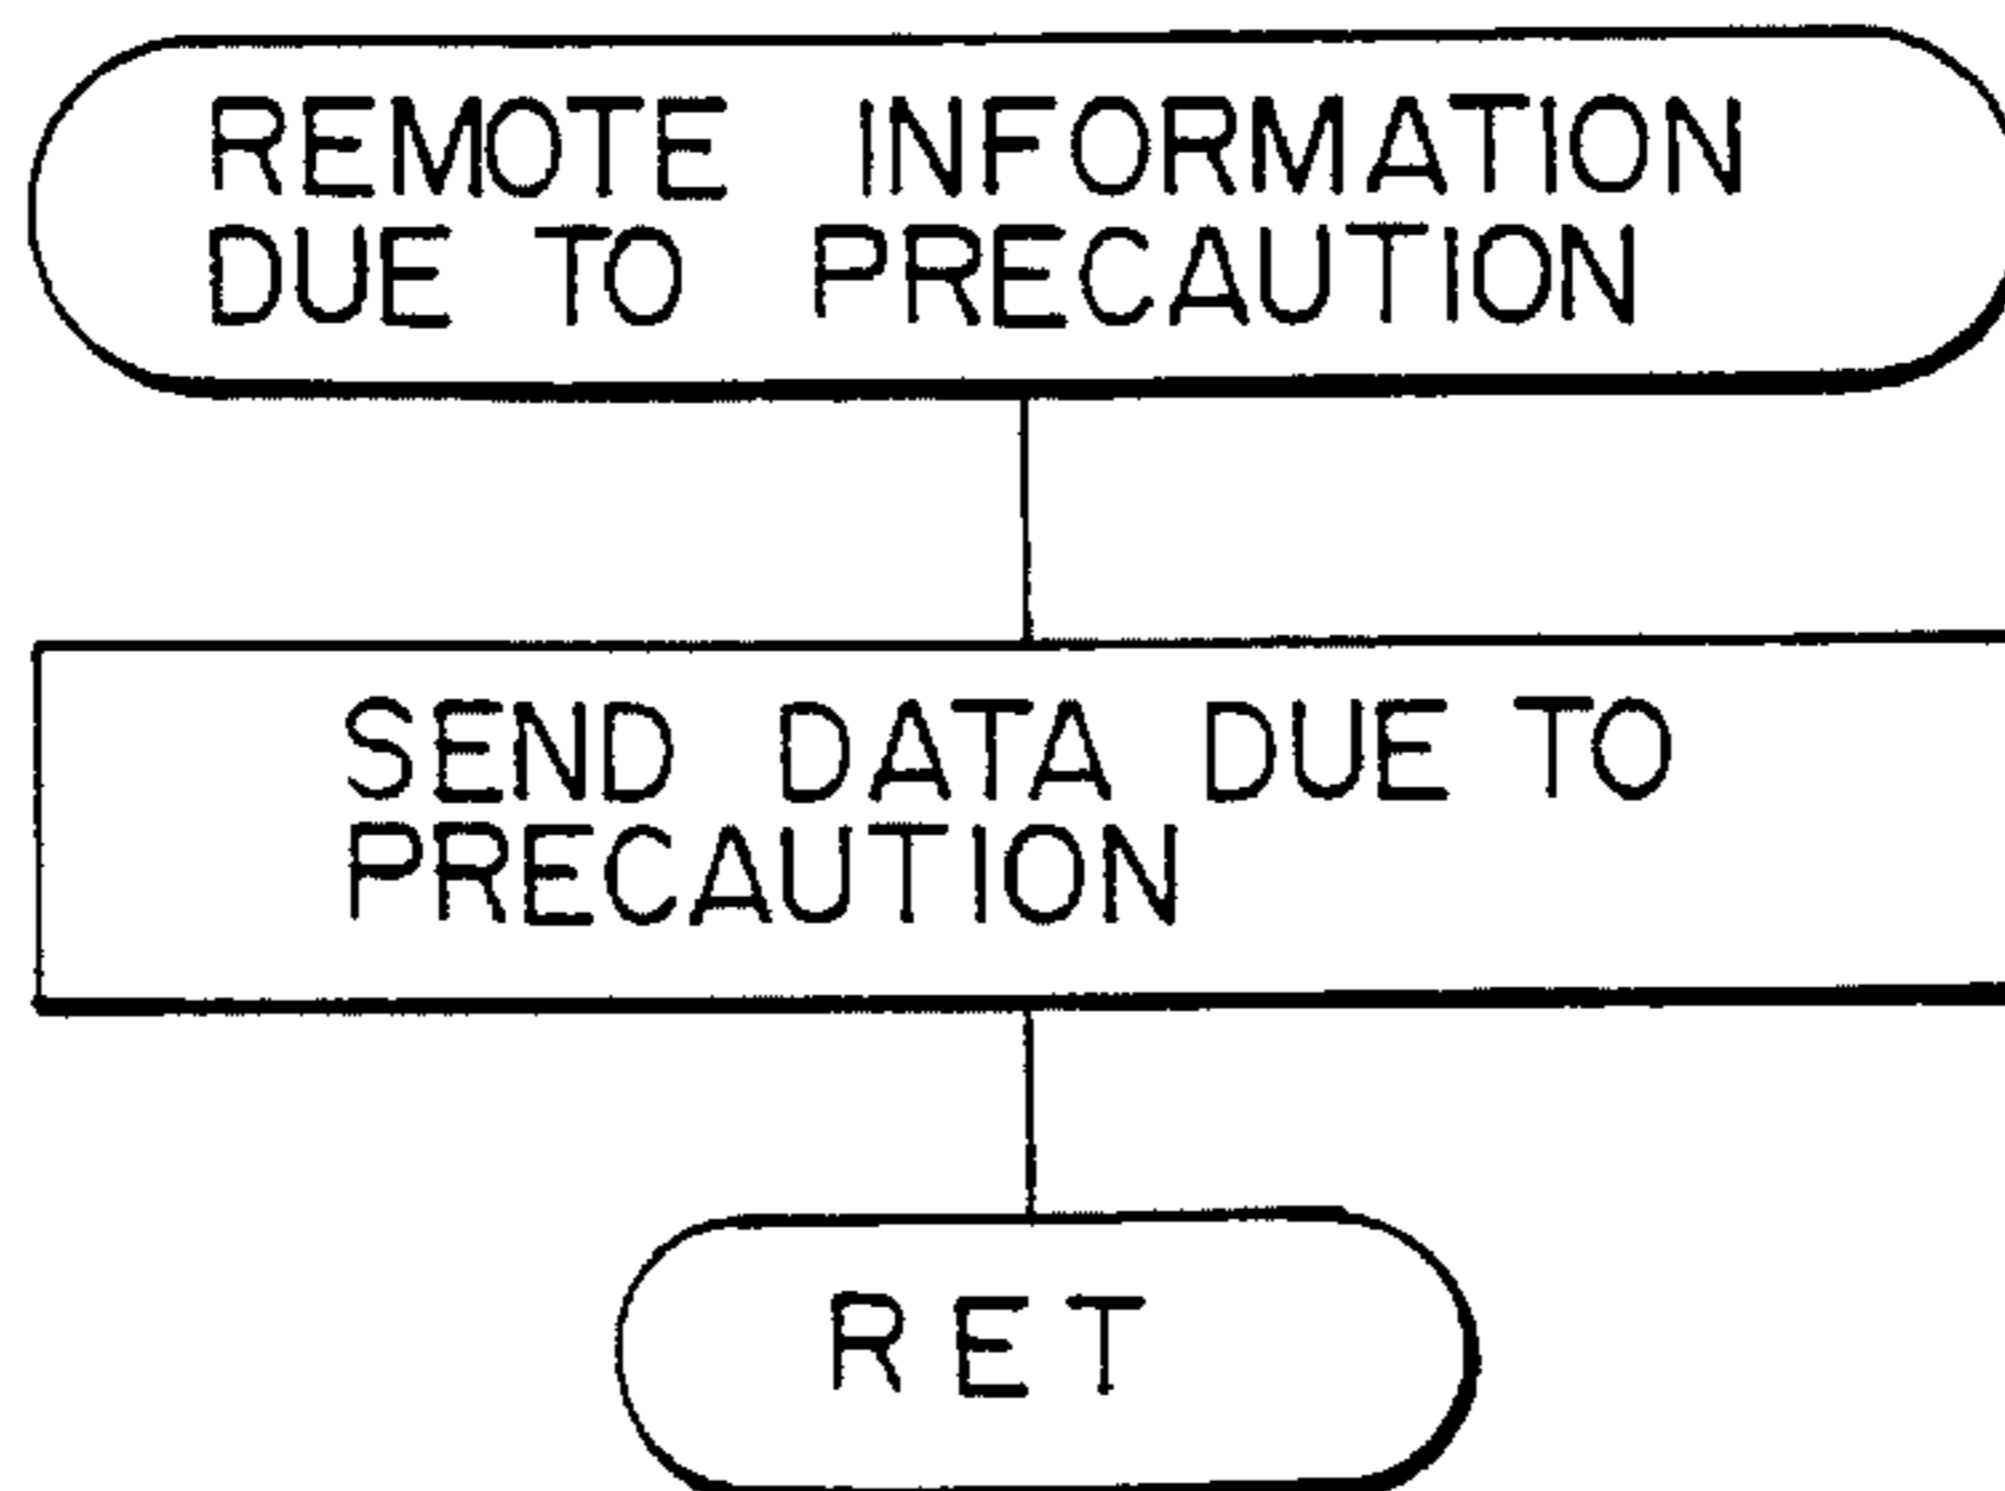 REMOTE INFORMATION
DUE TO PRECAUTION
SEND DATA DUE TO
PRECAUTION
RET